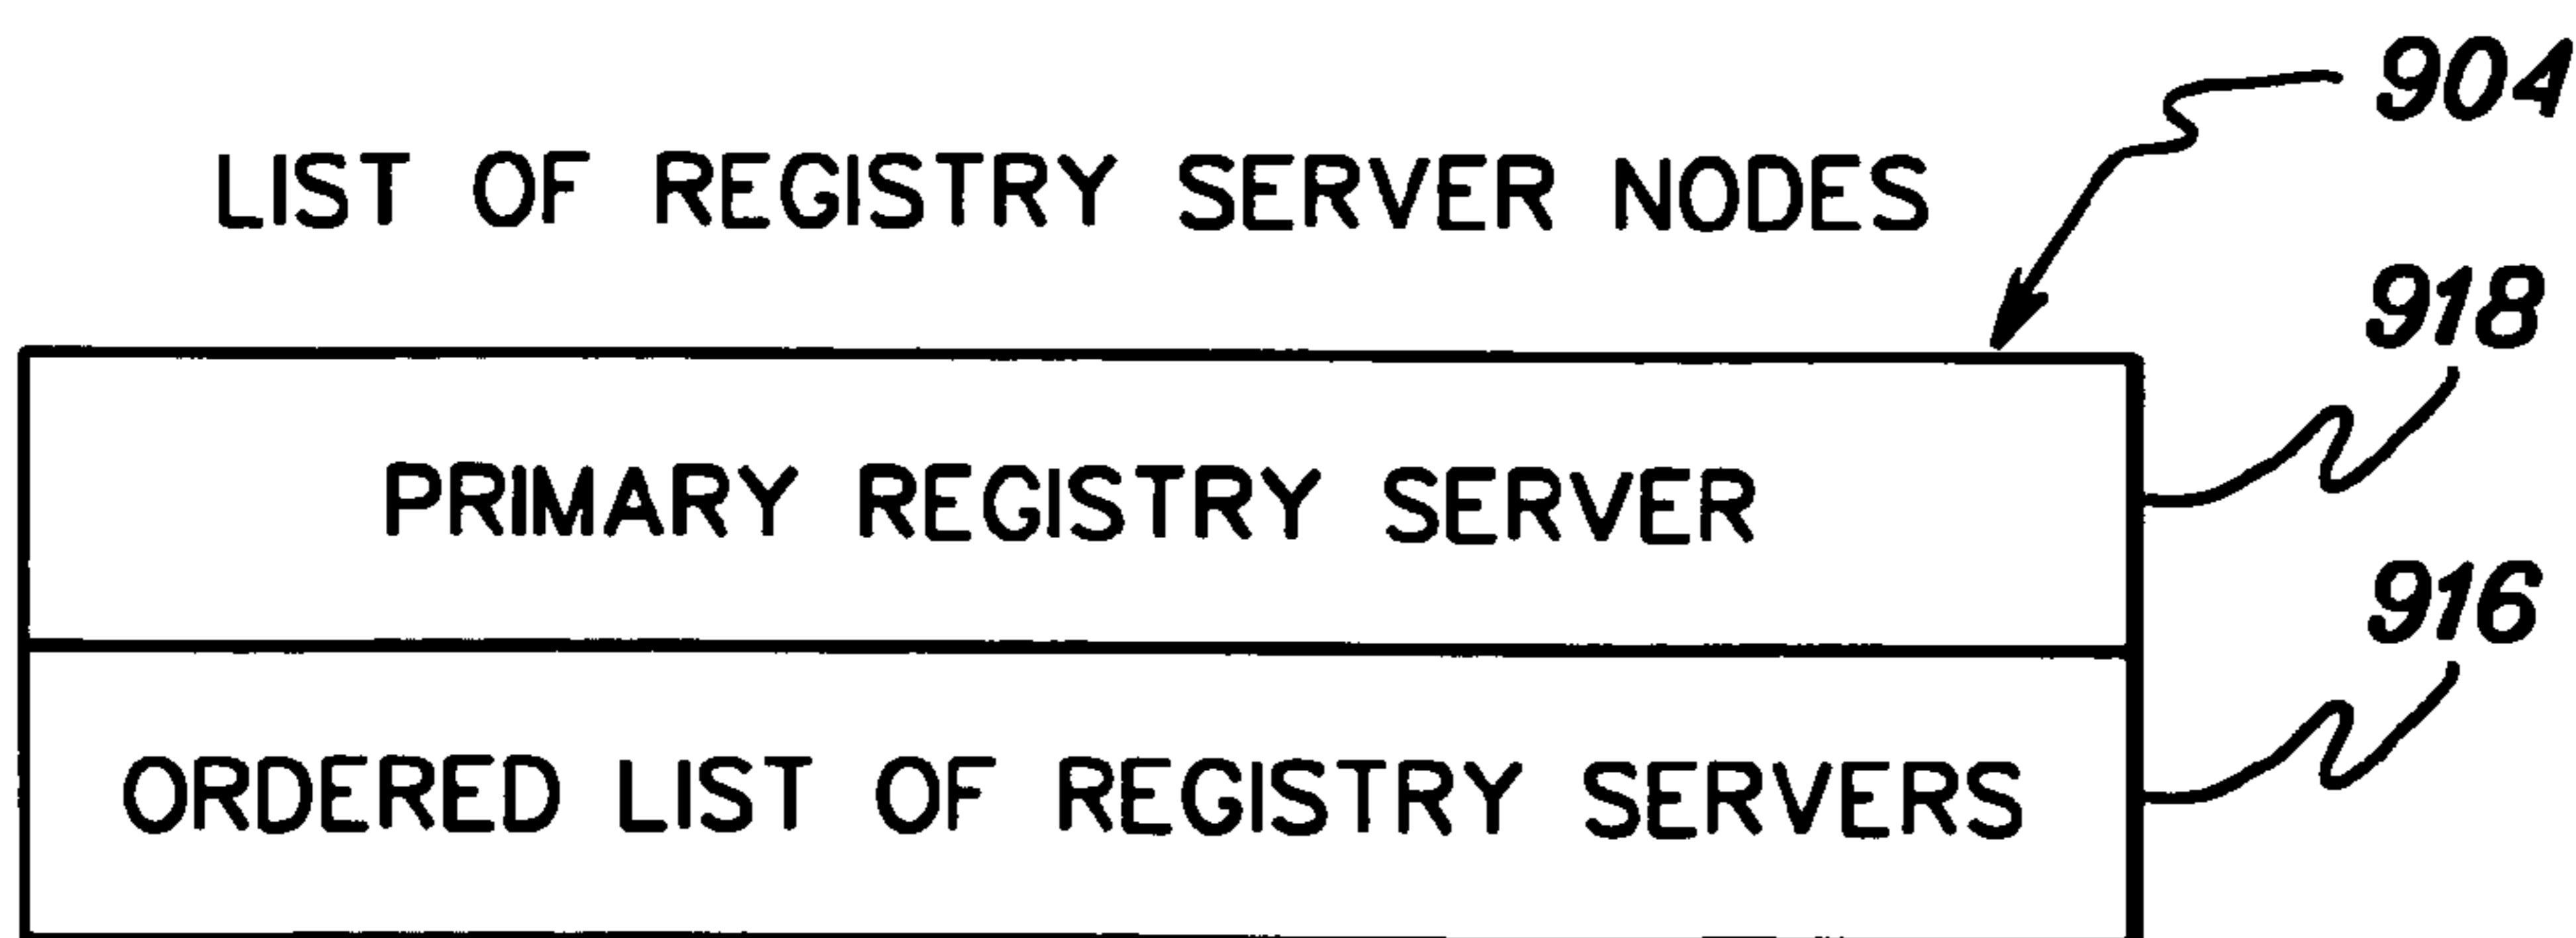 904
LIST OF REGISTRY SERVER NODES
918
PRIMARY REGISTRY SERVER
916
ORDERED LIST OF REGISTRY SERVERS